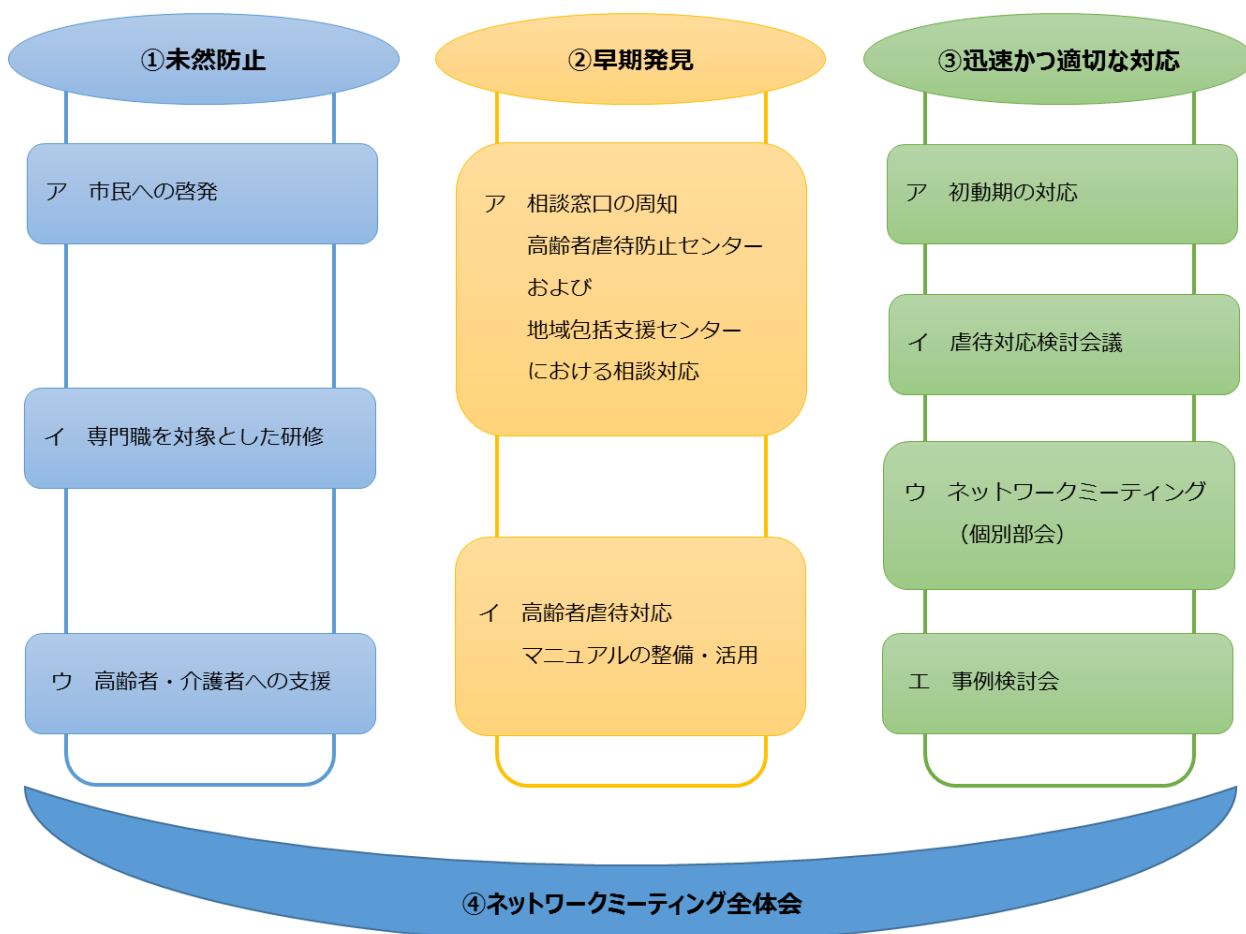 ①未然防止
ア　市民への啓発
イ　専門職を対象とした研修
ウ　高齢者・介護者への支援
②早期発見
ア　相談窓口の周知
高齢者虐待防止センター
および
地域包括支援センター
における相談対応
イ　高齢者虐待対応
マニュアルの整備・活用
③迅速かつ適切な対応
ア　初動期の対応
イ　虐待対応検討会議
ウ　ネットワークミーティング
（個別部会）
エ　事例検討会
④ネットワークミーティング全体会